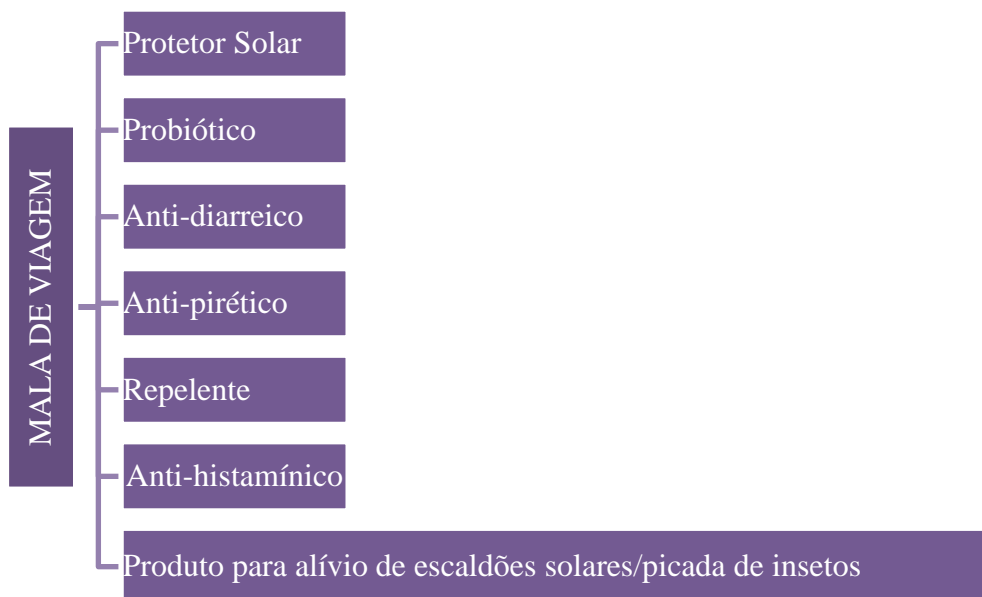 MALA DE VIAGEM
Protetor Solar
Probiótico
Anti-diarreico
Anti-pirético
Repelente
Anti-histamínico
Produto para alívio de escaldões solares/picada de insetos